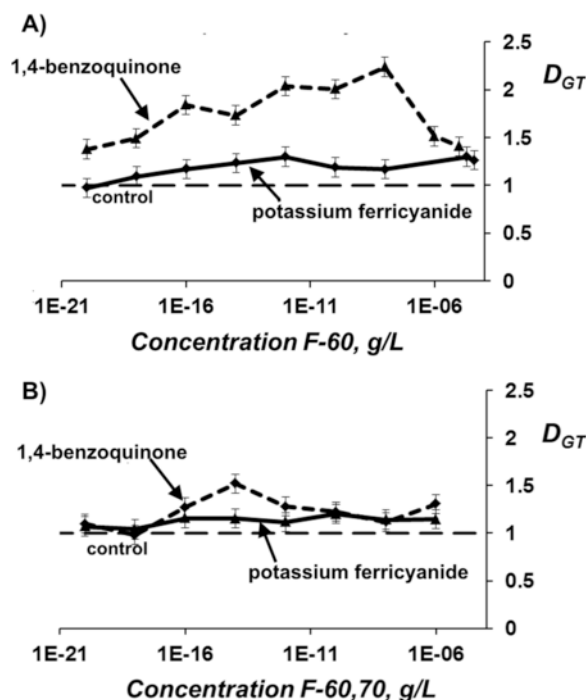 A)
2.5
D_GT
1,4-benzoquinone
2
1.5
1
control
potassium ferricyanide
0.5
0
1E-21 1E-16 1E-11 1E-06
Concentration F-60, g/L
B)
2.5
D_GT
1,4-benzoquinone
2
1.5
1
control
potassium ferricyanide
0.5
0
1E-21 1E-16 1E-11 1E-06
Concentration F-60,70, g/L